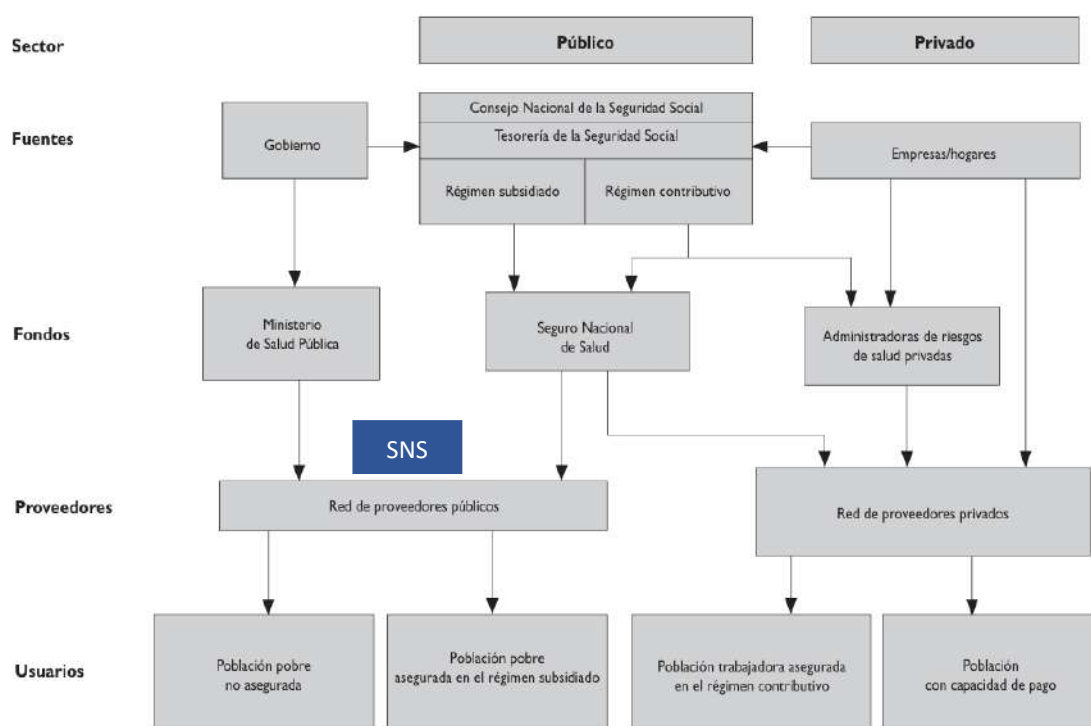 Sector
Público
Privado
Fuentes
Gobierno
Consejo Nacional de la Seguridad Social
Tesorería de la Seguridad Social
Régimen subsidiado
Régimen contributivo
Empresas/hogares
Fondos
Ministerio
de Salud Pública
Seguro Nacional
de Salud
Administradoras de riesgos
de salud privadas
SNS
Proveedores
Red de proveedores públicos
Red de proveedores privados
Usuarios
Población pobre
no asegurada
Población pobre
asegurada en el régimen subsidiado
Población trabajadora asegurada
en el régimen contributivo
Población
con capacidad de pago